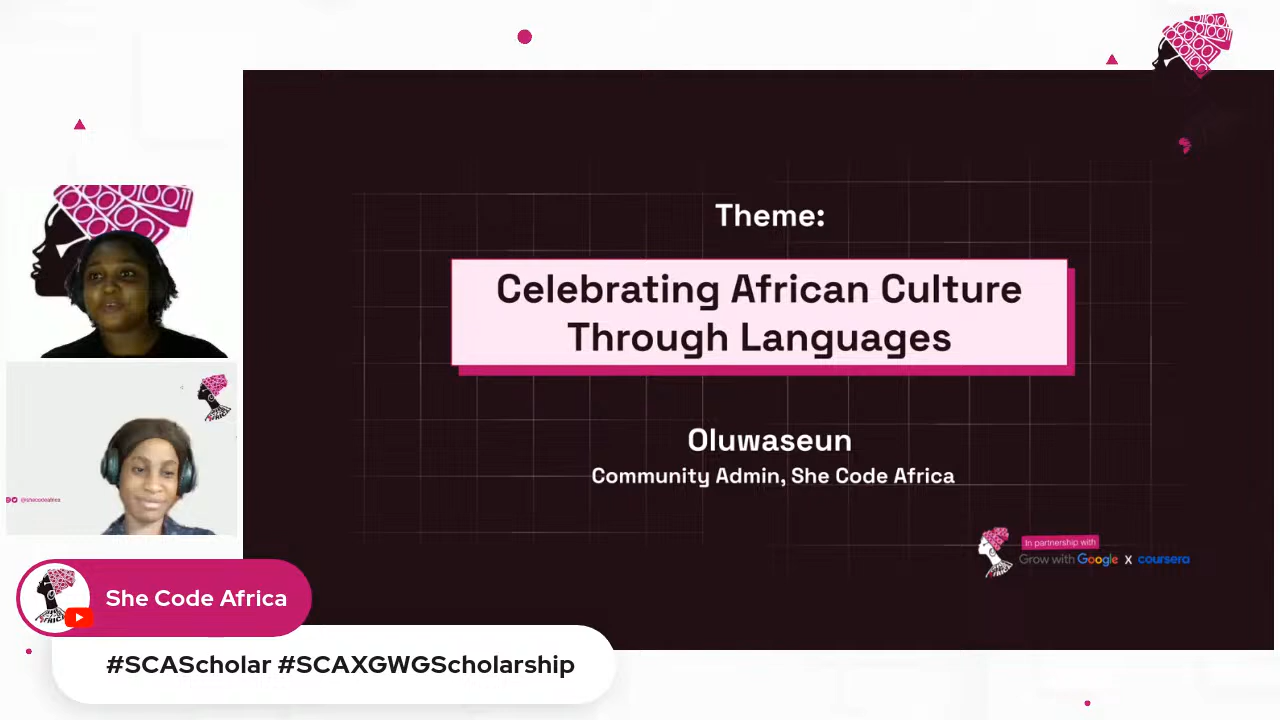 Theme:
Celebrating African Culture
Through Languages
Oluwaseun
Community Admin, She Code Africa
In partnership with
Grow with Google X coursera
@shecodeafrica
She Code Africa
#SCAScholar #SCAXGWGScholarship